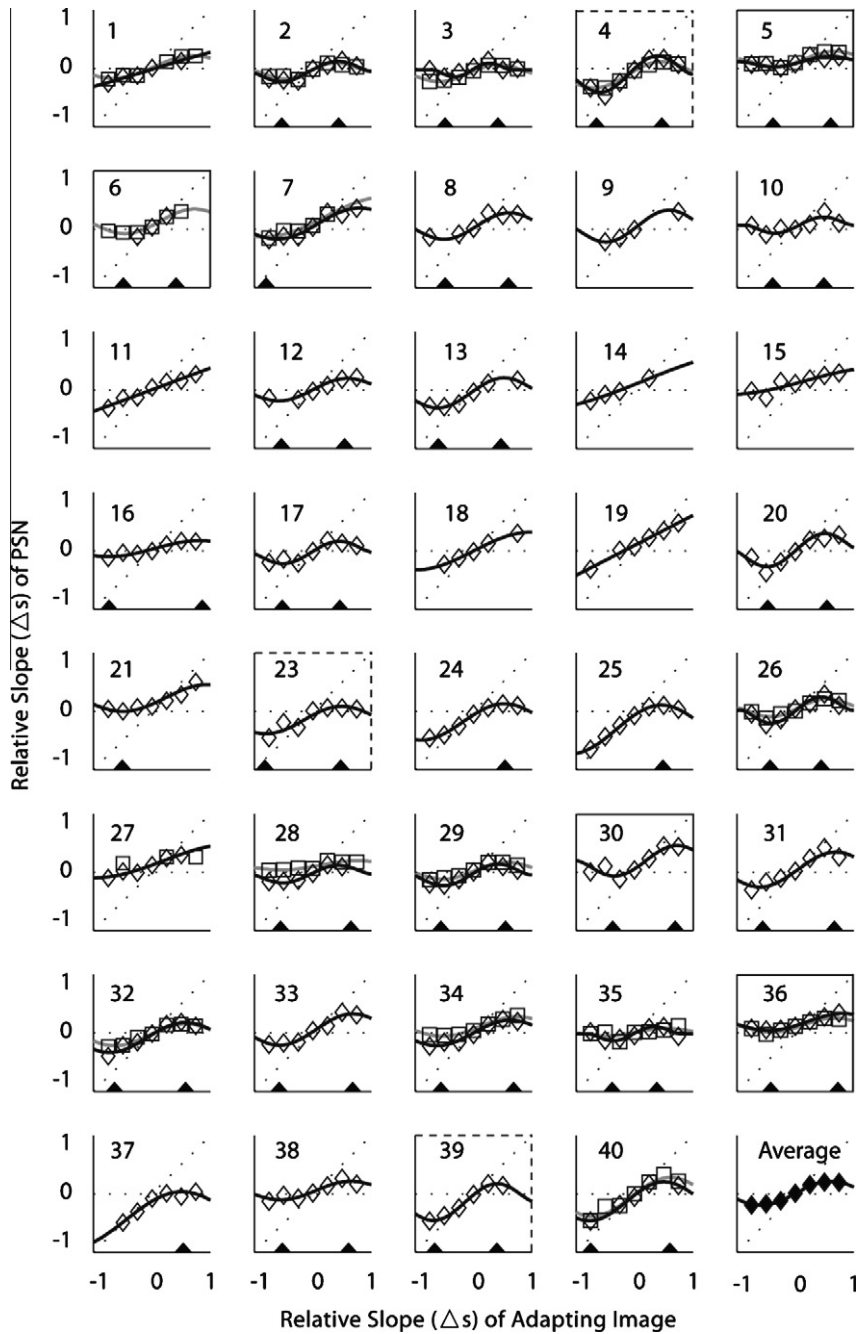 1 1 2 3 4 5
0
-1
1 6 7 8 9 10
0
-1
1 11 12 13 14 15
0
-1
1 16 17 18 19 20
0
-1
1 21 23 24 25 26
0
-1
1 27 28 29 30 31
0
-1
1 32 33 34 35 36
0
-1
1 37 38 39 40 Average
0
-1
-1 0 1 -1 0 1 -1 0 1 -1 0 1 -1 0 1
Relative Slope (Δs) of PSN
Relative Slope (Δs) of Adapting Image